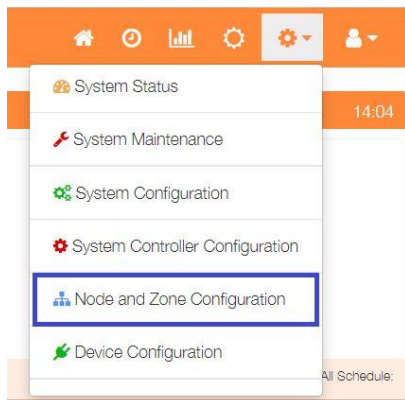 System Status
14:04
System Maintenance
System Configuration
System Controller Configuration
Node and Zone Configuration
Device Configuration
All Schedule: